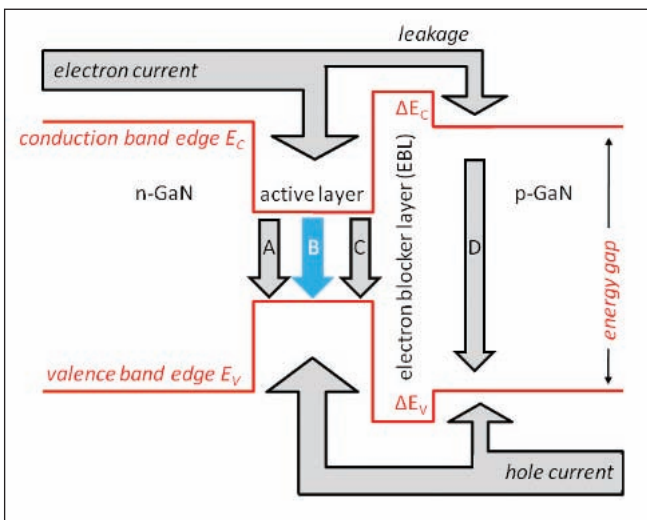 leakage
electron current
ΔE_C
conduction band edge E_C
n-GaN
active layer
electron blocker layer (EBL)
p-GaN
A
B
C
D
energy gap
valence band edge E_V
ΔE_V
hole current